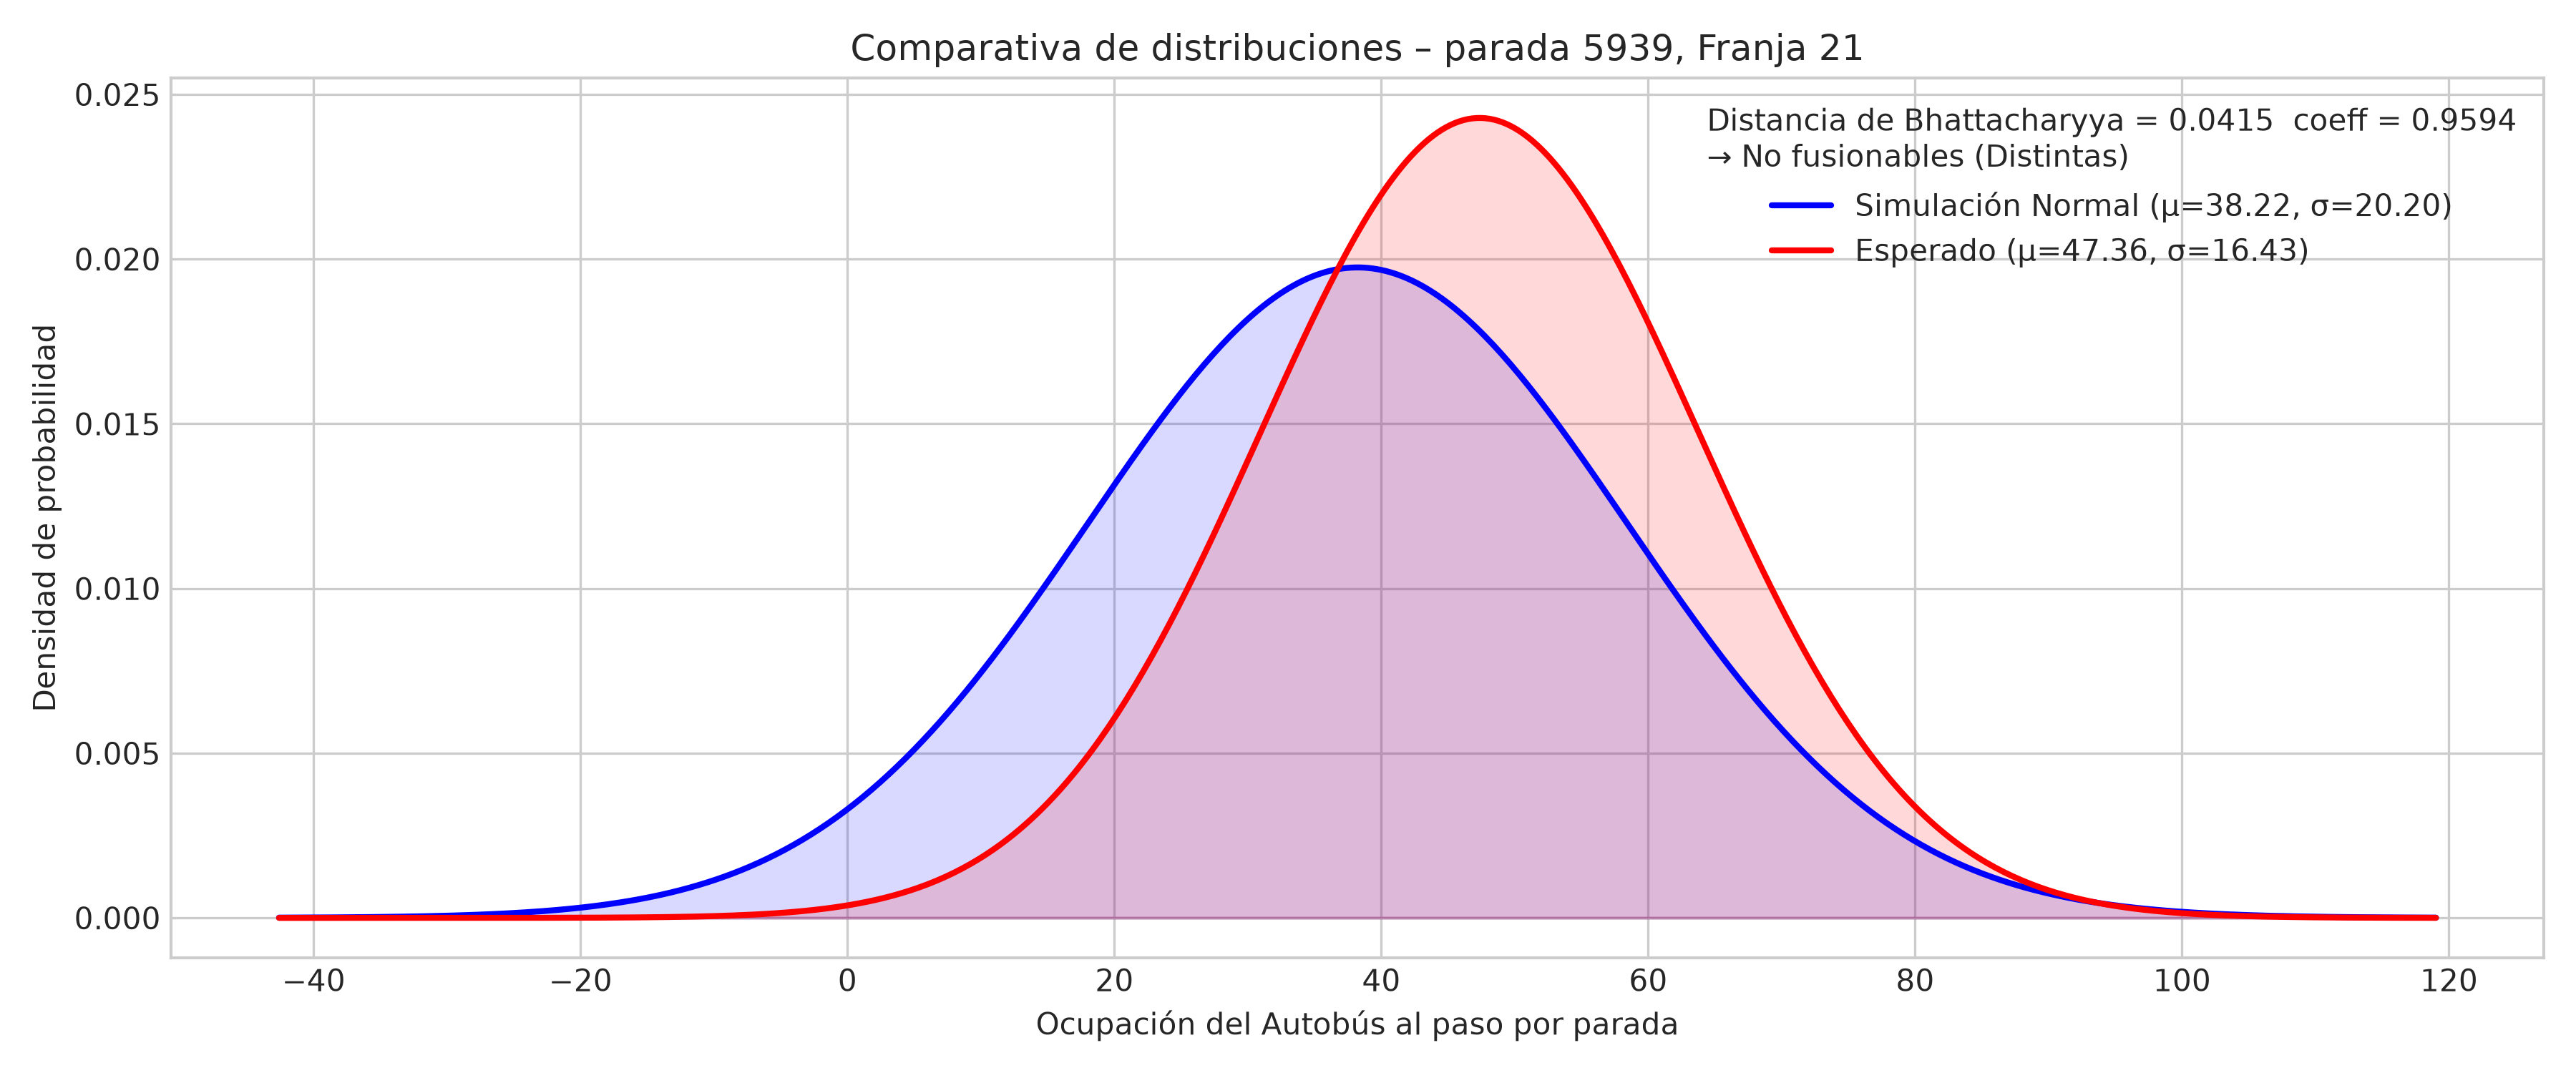 Comparativa de distribuciones – parada 5939, Franja 21
Distancia de Bhattacharyya = 0.0415  coeff = 0.9594
→ No fusionables (Distintas)
Simulación Normal (μ=38.22, σ=20.20)
Esperado (μ=47.36, σ=16.43)
Densidad de probabilidad
0.025
0.020
0.015
0.010
0.005
0.000
−40 −20 0 20 40 60 80 100 120
Ocupación del Autobús al paso por parada